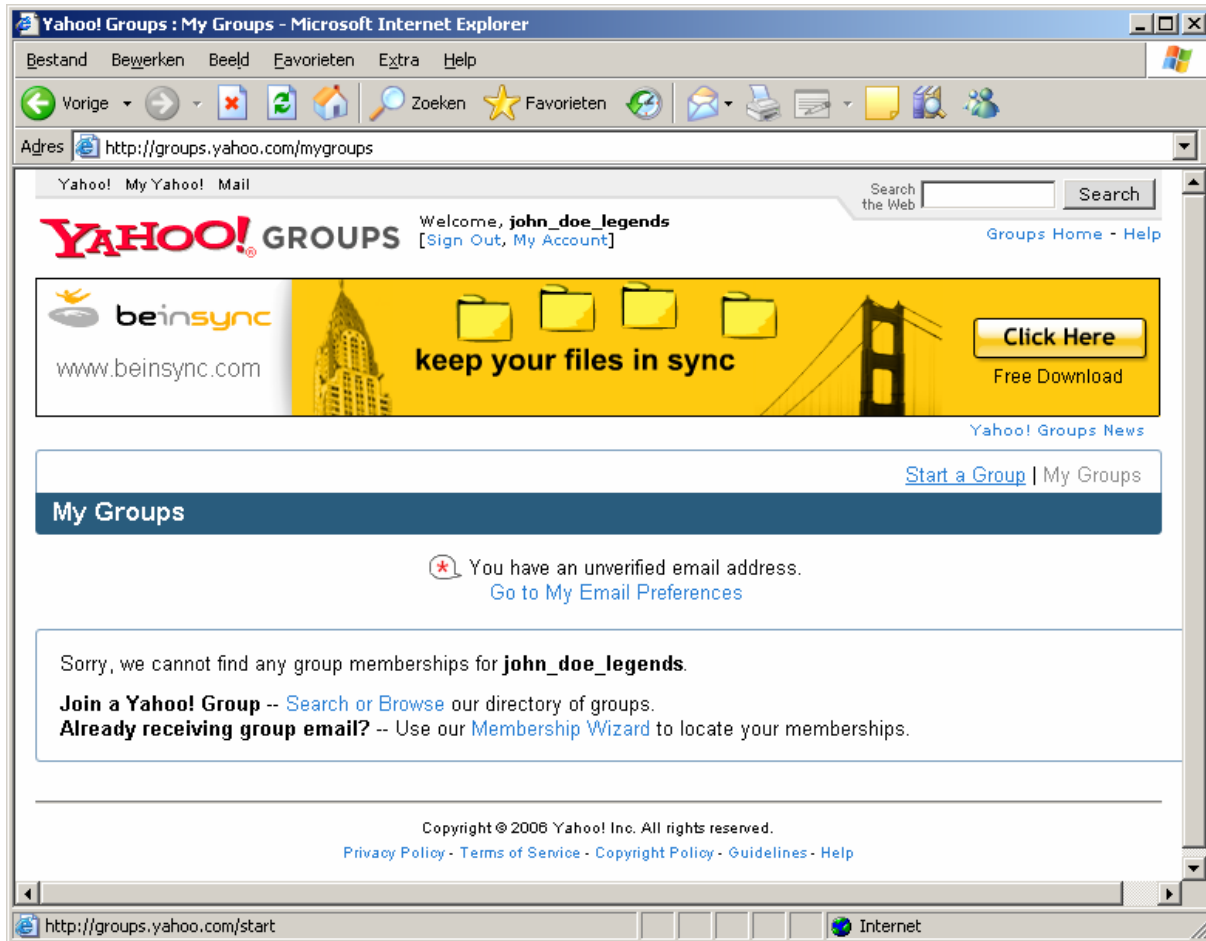 Yahoo! Groups : My Groups - Microsoft Internet Explorer
Bestand Bewerken Beeld Favorieten Extra Help
Vorige Zoeken Favorieten
Adres http://groups.yahoo.com/mygroups
Yahoo! My Yahoo! Mail
Search the Web Search
YAHOO! GROUPS
Welcome, john_doe_legends
[Sign Out, My Account]
Groups Home - Help
beinsync
www.beinsync.com
keep your files in sync
Click Here
Free Download
Yahoo! Groups News
Start a Group | My Groups
My Groups
You have an unverified email address.
Go to My Email Preferences
Sorry, we cannot find any group memberships for john_doe_legends.
Join a Yahoo! Group -- Search or Browse our directory of groups.
Already receiving group email? -- Use our Membership Wizard to locate your memberships.
Copyright © 2006 Yahoo! Inc. All rights reserved.
Privacy Policy - Terms of Service - Copyright Policy - Guidelines - Help
http://groups.yahoo.com/start Internet